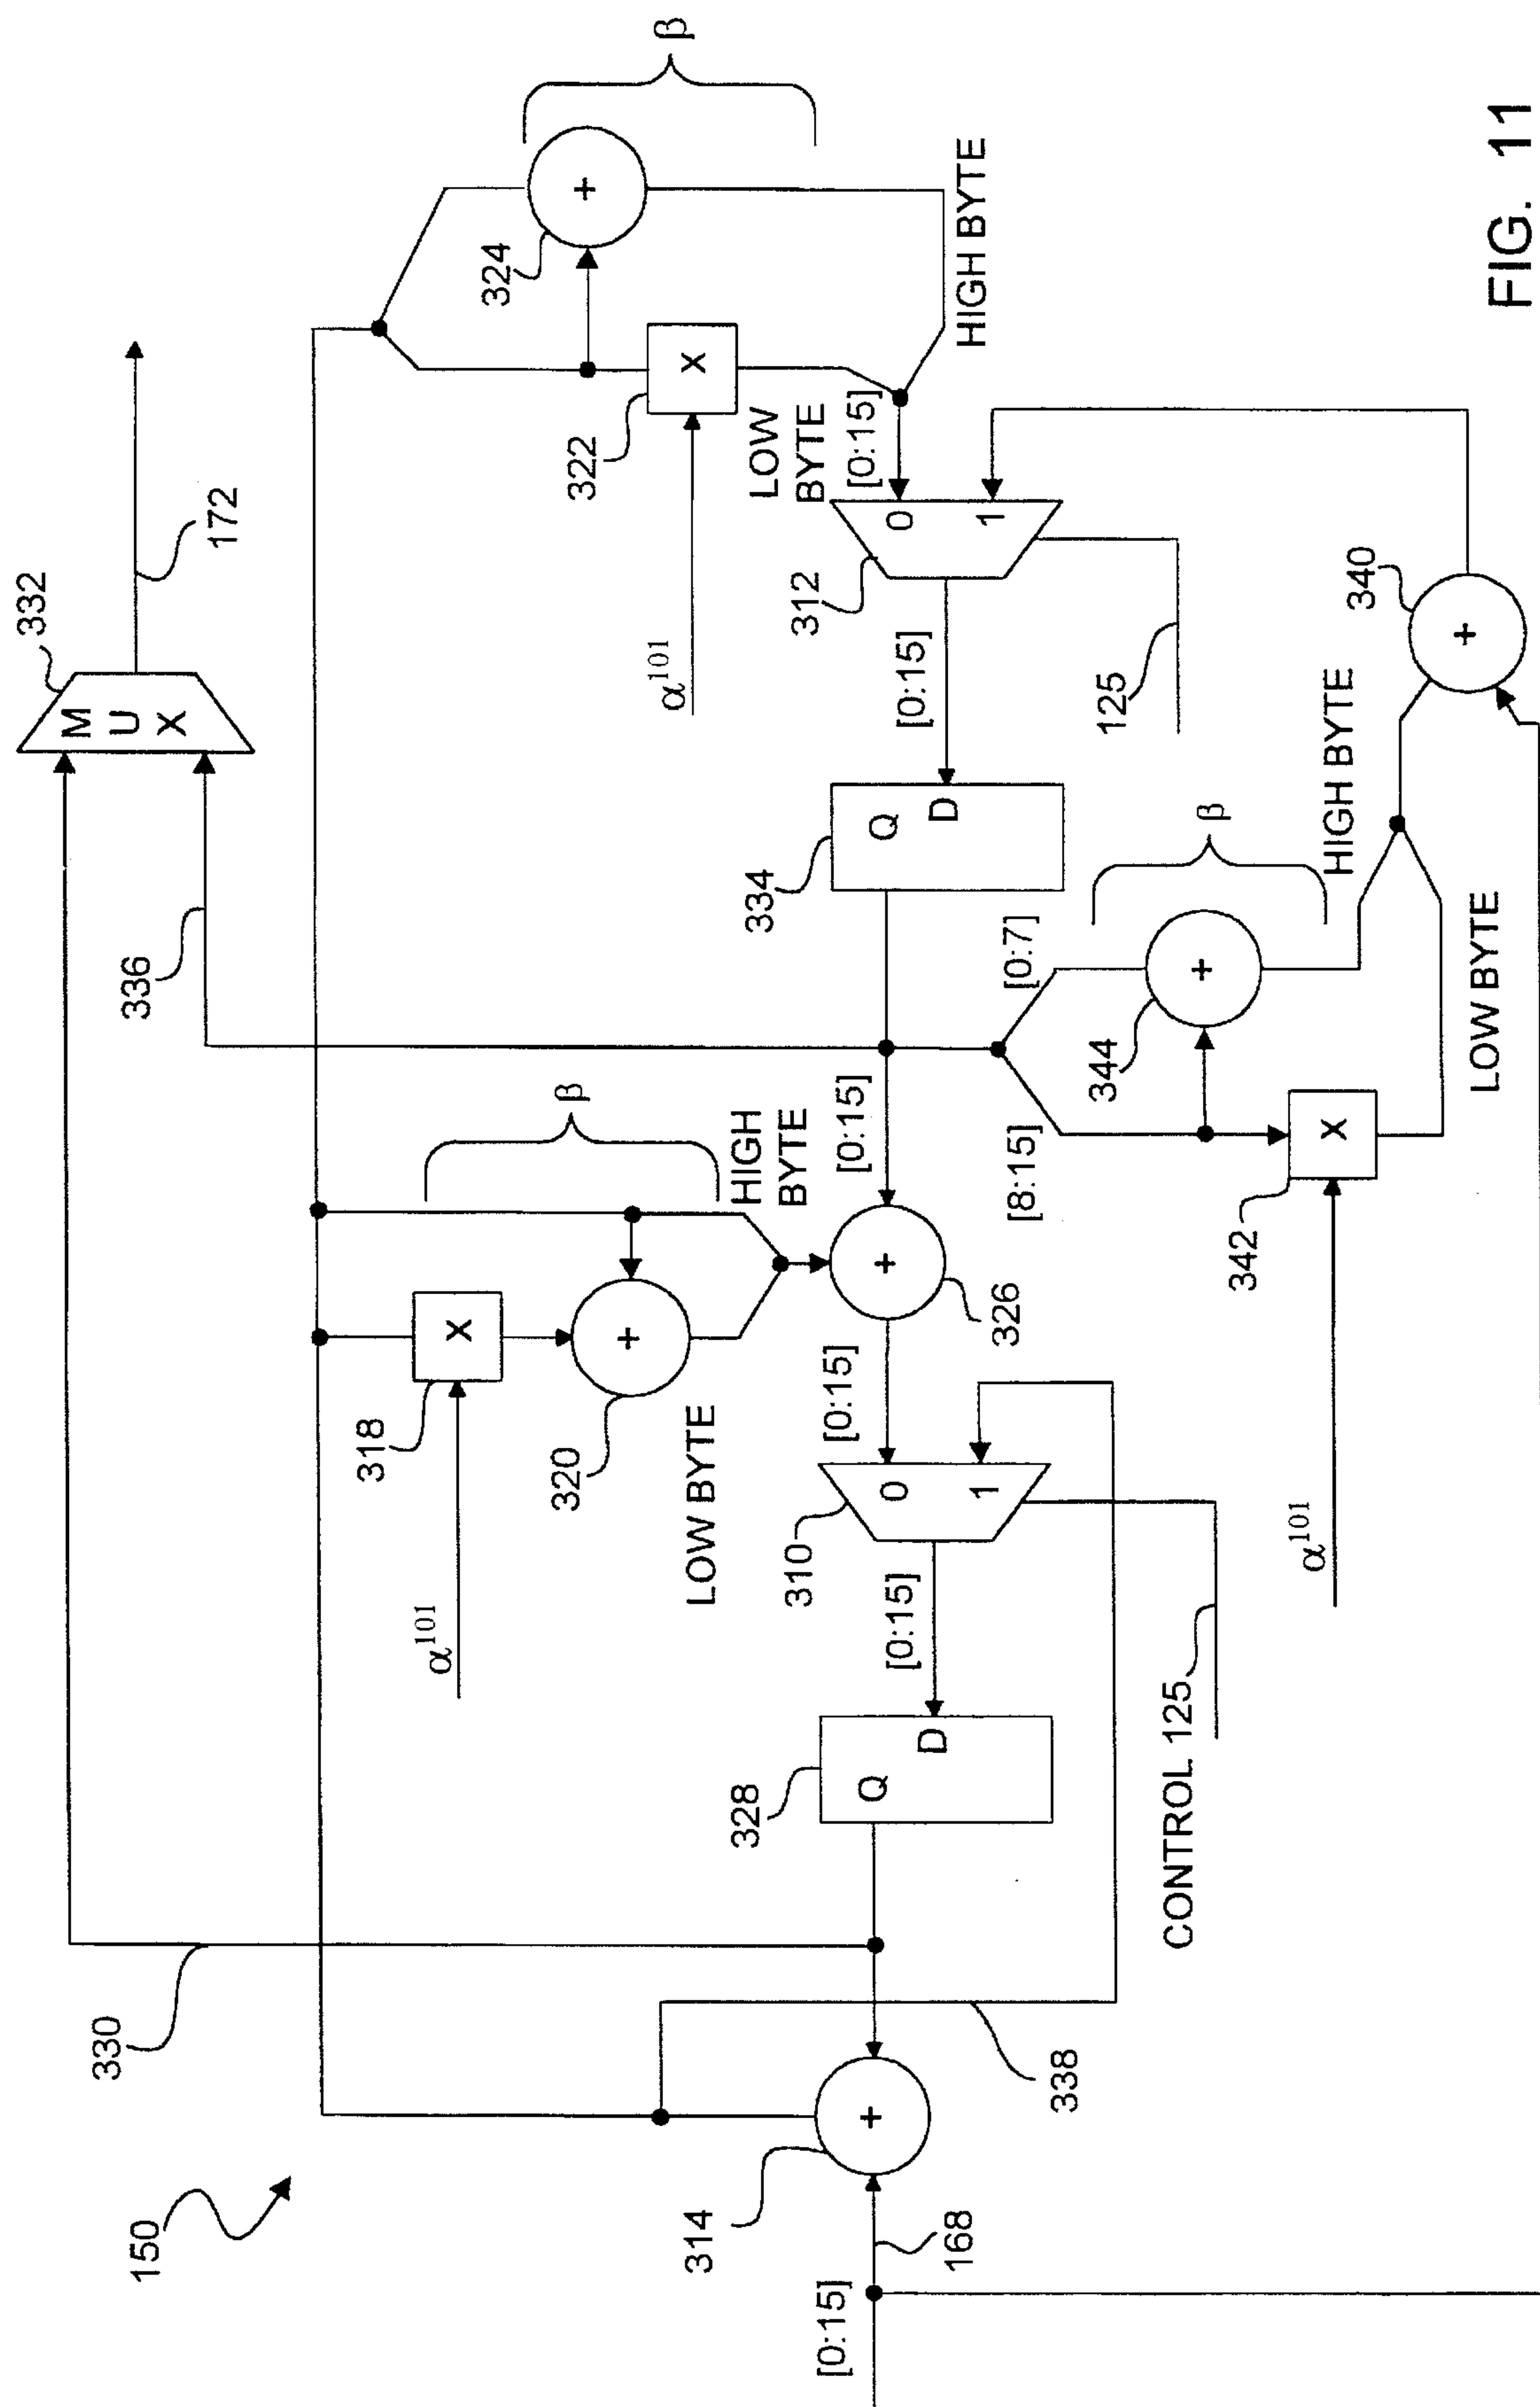 150
330
336
332
M
U
X
172
α¹⁰¹
318
X
320
+
LOW BYTE
β
HIGH
BYTE
324
+
β
322
X
α¹⁰¹
LOW
BYTE
HIGH BYTE
[0:15]
314
+
168
[0:15]
338
328
Q
D
[0:15]
310
0
1
[0:15]
326
+
[0:15]
334
Q
D
[0:15]
312
0
1
[0:15]
125
CONTROL 125
α¹⁰¹
342
X
[8:15]
[0:7]
344
+
β
HIGH BYTE
LOW BYTE
340
+
FIG. 11